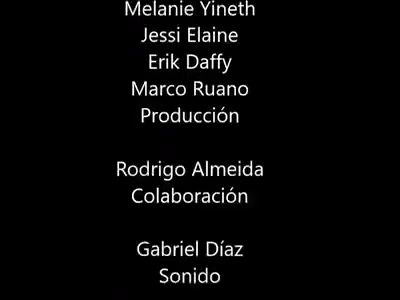 Melanie Yineth
Jessi Elaine
Erik Daffy
Marco Ruano
Producción
Rodrigo Almeida
Colaboración
Gabriel Díaz
Sonido